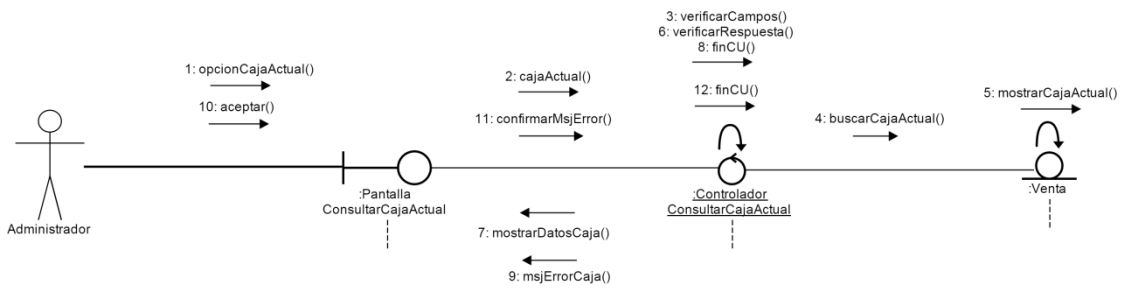 3: verificarCampos()
6: verificarRespuesta()
8: finCU()
1: opcionCajaActual()
2: cajaActual()
12: finCU()
5: mostrarCajaActual()
10: aceptar()
11: confirmarMsjError()
4: buscarCajaActual()
Administrador
:Pantalla
ConsultarCajaActual
:Controlador
ConsultarCajaActual
:Venta
7: mostrarDatosCaja()
9: msjErrorCaja()